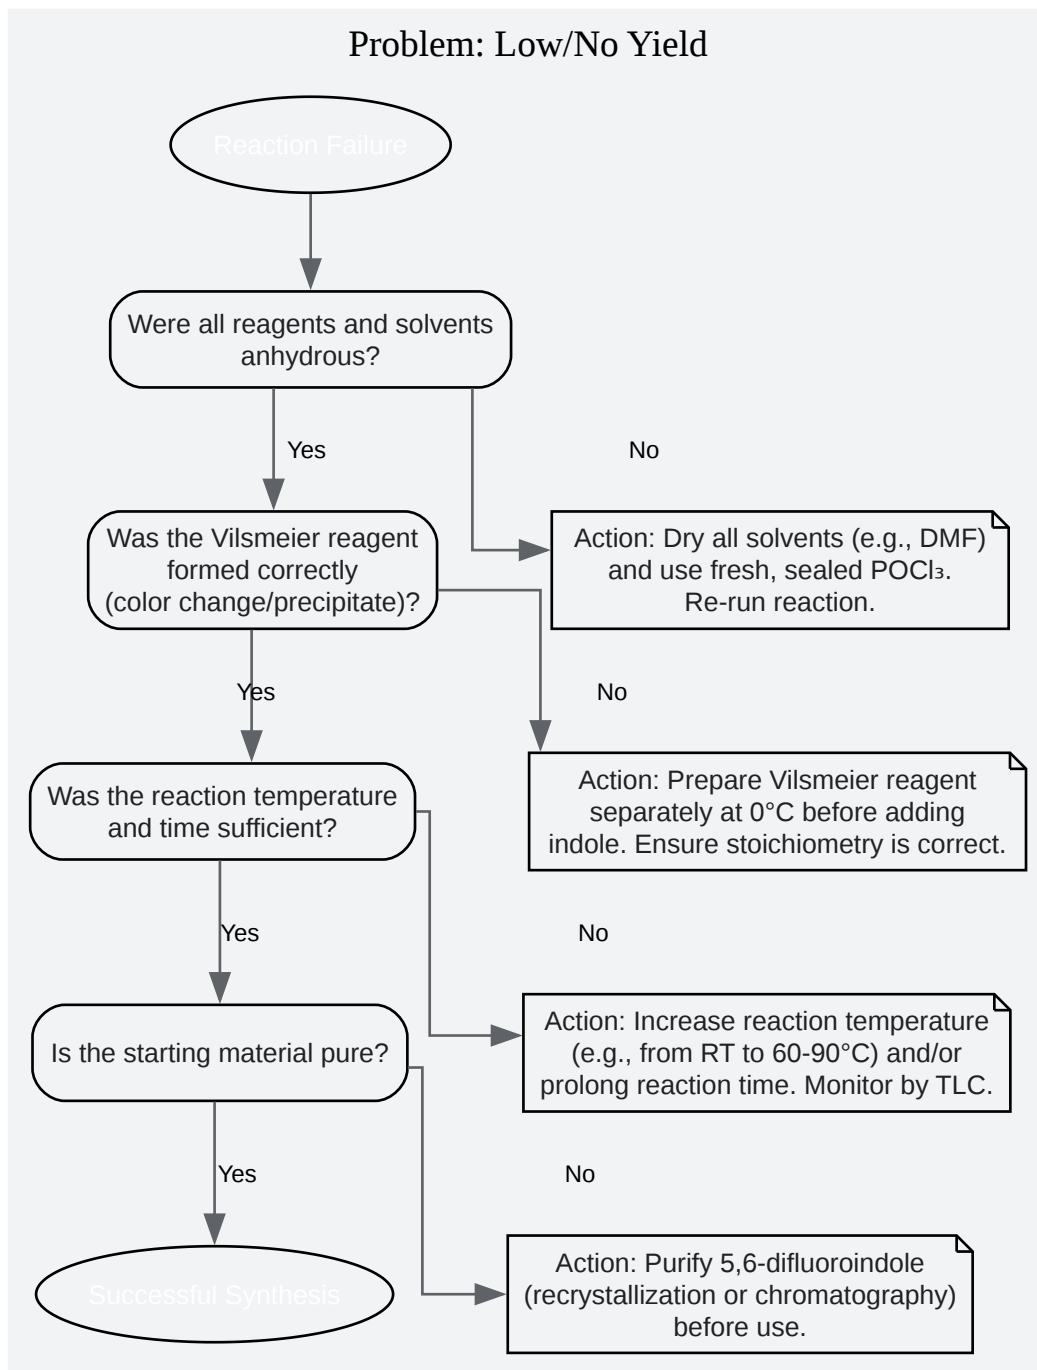 Problem: Low/No Yield
Reaction Failure
Were all reagents and solvents
anhydrous?
Yes
No
Was the Vilsmeier reagent
formed correctly
(color change/precipitate)?
Action: Dry all solvents (e.g., DMF)
and use fresh, sealed POCl₃.
Re-run reaction.
Yes
No
Was the reaction temperature
and time sufficient?
Action: Prepare Vilsmeier reagent
separately at 0°C before adding
indole. Ensure stoichiometry is correct.
Yes
No
Is the starting material pure?
Action: Increase reaction temperature
(e.g., from RT to 60-90°C) and/or
prolong reaction time. Monitor by TLC.
Yes
No
Successful Synthesis
Action: Purify 5,6-difluoroindole
(recrystallization or chromatography)
before use.